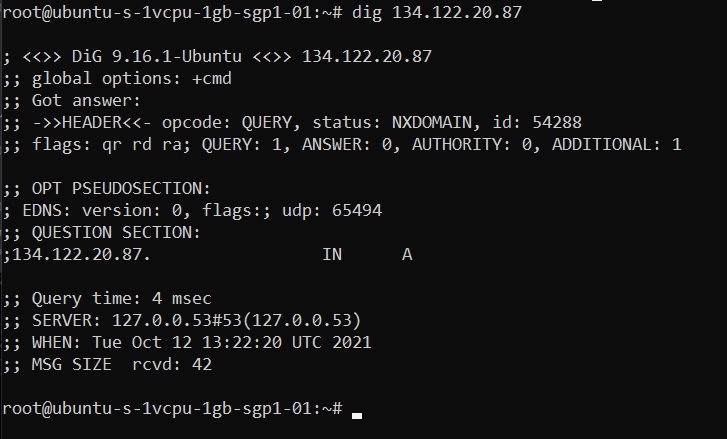 root@ubuntu-s-1vcpu-1gb-sgp1-01:~# dig 134.122.20.87
; <<>> DiG 9.16.1-Ubuntu <<>> 134.122.20.87
;; global options: +cmd
;; Got answer:
;; ->>HEADER<<- opcode: QUERY, status: NXDOMAIN, id: 54288
;; flags: qr rd ra; QUERY: 1, ANSWER: 0, AUTHORITY: 0, ADDITIONAL: 1
;; OPT PSEUDOSECTION:
; EDNS: version: 0, flags:; udp: 65494
;; QUESTION SECTION:
;134.122.20.87. IN A
;; Query time: 4 msec
;; SERVER: 127.0.0.53#53(127.0.0.53)
;; WHEN: Tue Oct 12 13:22:20 UTC 2021
;; MSG SIZE rcvd: 42
root@ubuntu-s-1vcpu-1gb-sgp1-01:~#